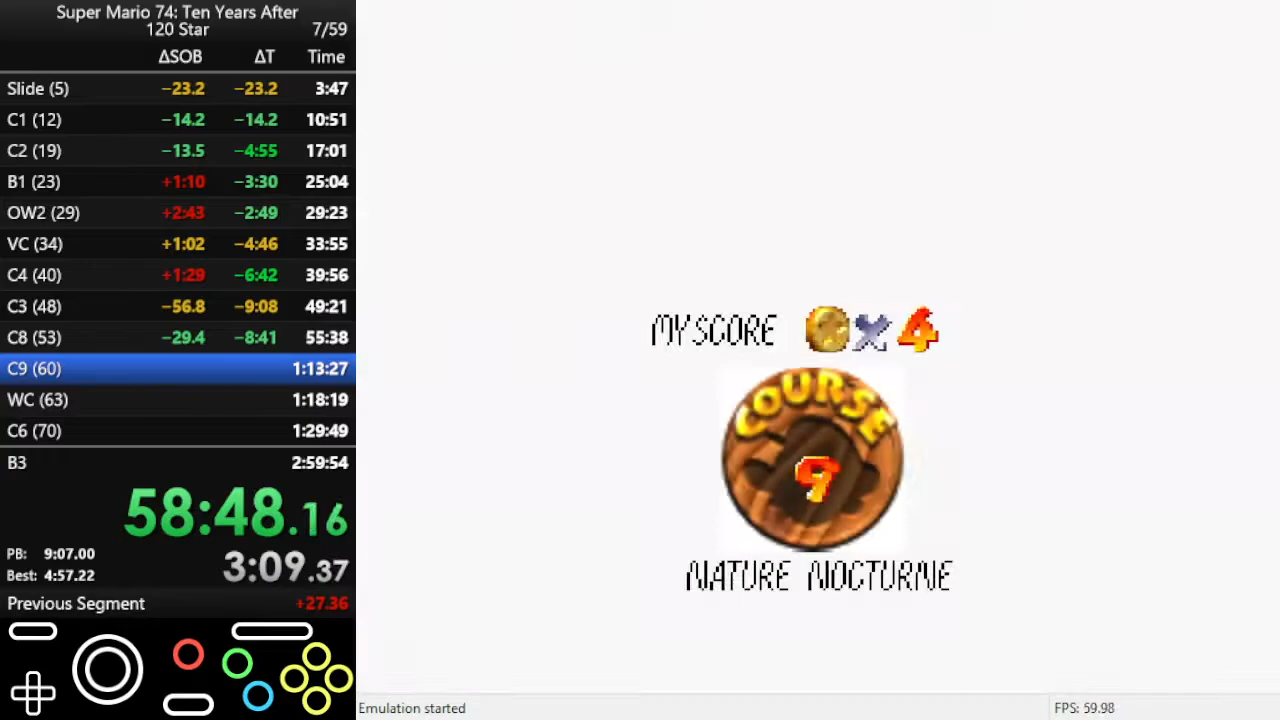 Super Mario 74: Ten Years After
120 Star 7/59
ΔSOB ΔT Time
Slide (5) −23.2 −23.2 3:47
C1 (12) −14.2 −14.2 10:51
C2 (19) −13.5 −4:55 17:01
B1 (23) +1:10 −3:30 25:04
OW2 (29) +2:43 −2:49 29:23
VC (34) +1:02 −4:46 33:55
C4 (40) +1:29 −6:42 39:56
C3 (48) −56.8 −9:08 49:21
C8 (53) −29.4 −8:41 55:38
C9 (60) 1:13:27
WC (63) 1:18:19
C6 (70) 1:29:49
B3 2:59:54
58:48.16
PB: 9:07.00
Best: 4:57.22
3:09.37
Previous Segment +27.36
MY SCORE × 4
COURSE
9
NATURE NOCTURNE
Emulation started FPS: 59.98